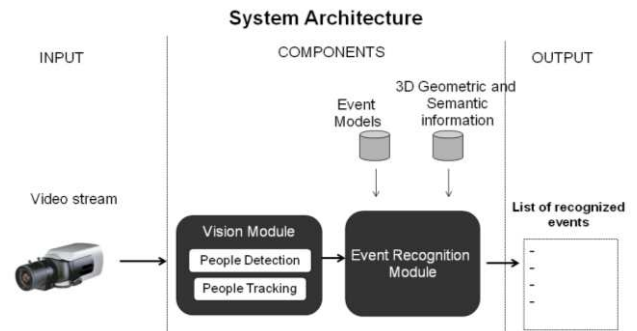 System Architecture
INPUT
COMPONENTS
OUTPUT
Event
Models
3D Geometric and
Semantic
information
Video stream
Vision Module
People Detection
People Tracking
Event Recognition
Module
List of recognized
events
-
-
-
-